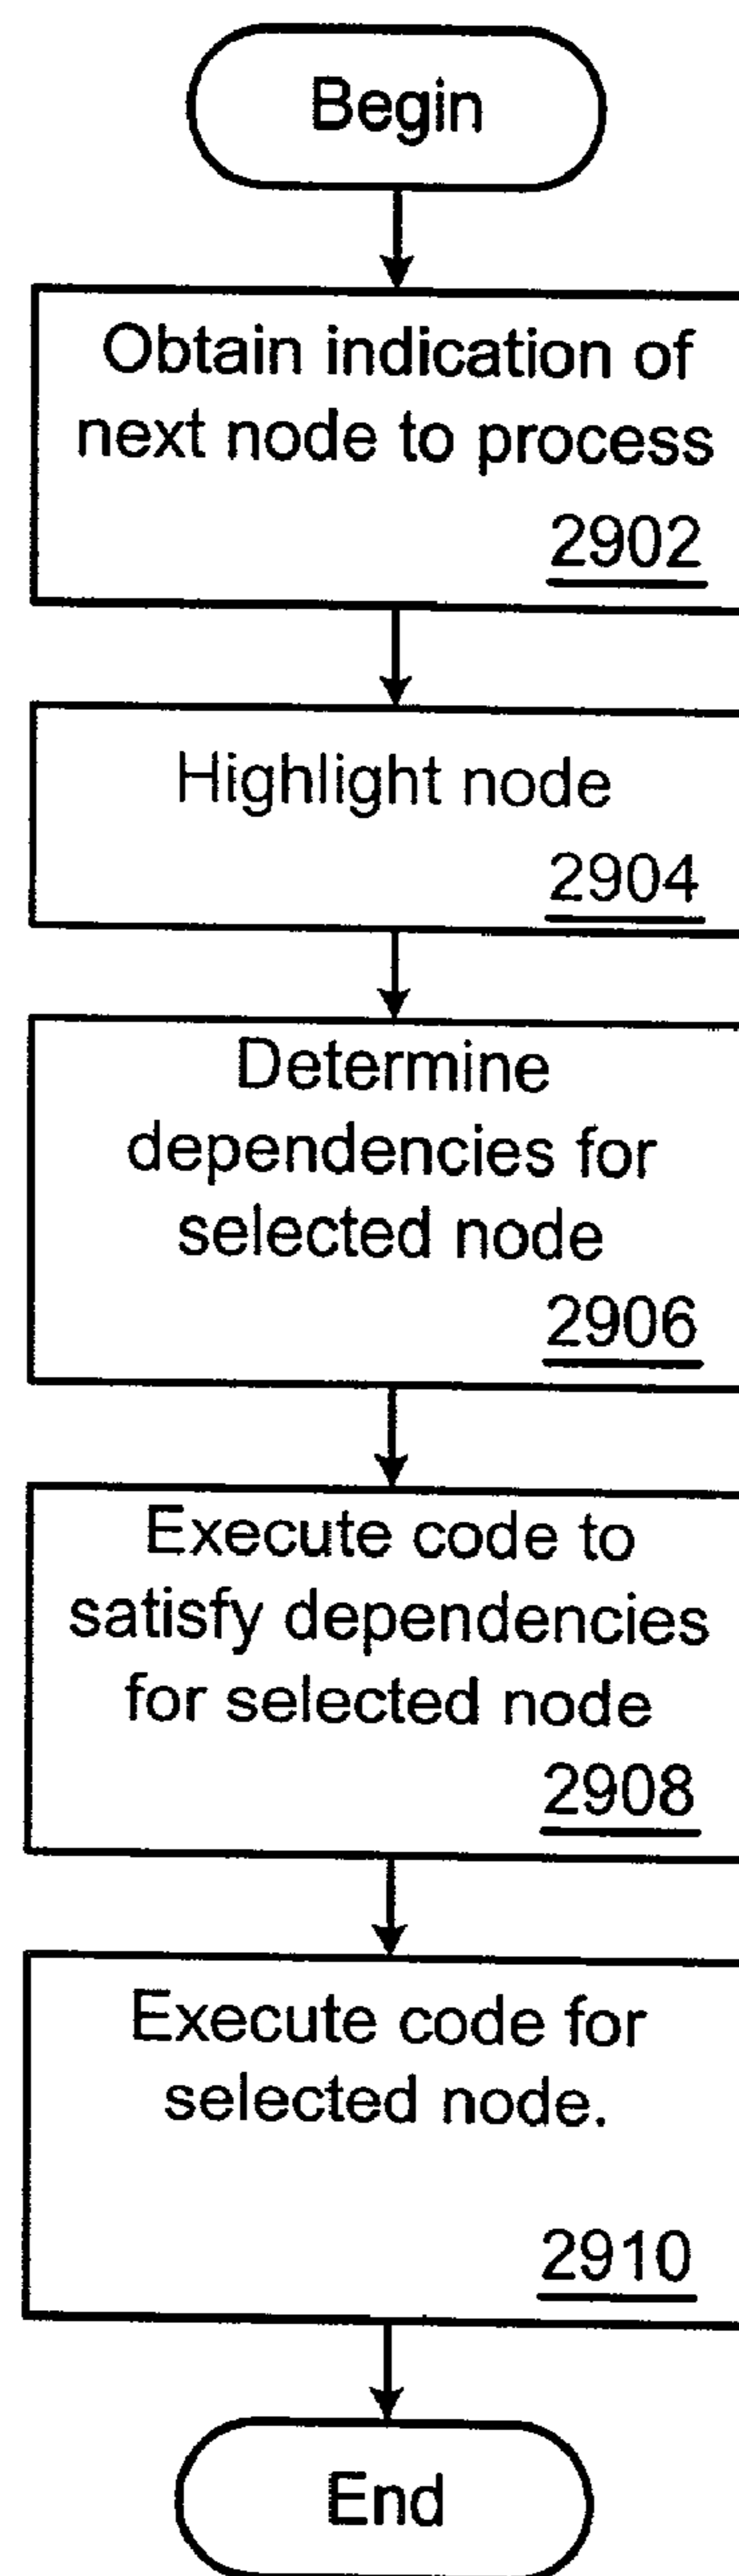 Begin
Obtain indication of
next node to process
2902
Highlight node
2904
Determine
dependencies for
selected node
2906
Execute code to
satisfy dependencies
for selected node
2908
Execute code for
selected node.
2910
End